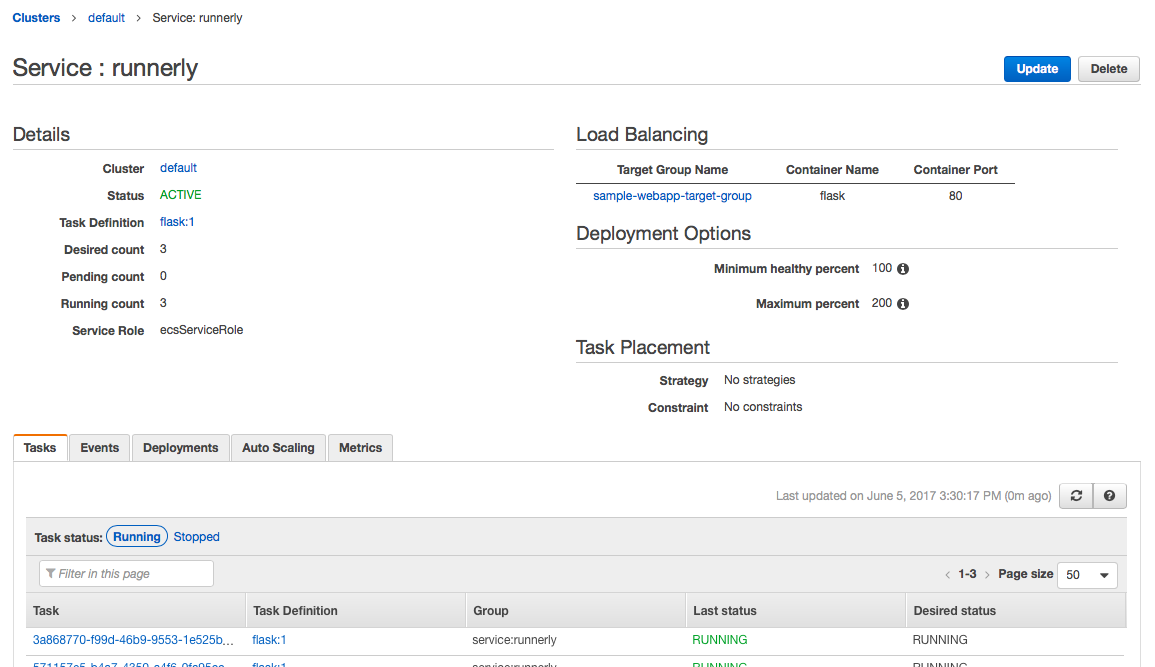 Clusters > default > Service: runnerly
Service : runnerly
Update Delete
Details
Cluster default
Status ACTIVE
Task Definition flask:1
Desired count 3
Pending count 0
Running count 3
Service Role ecsServiceRole
Load Balancing
Target Group Name Container Name Container Port
sample-webapp-target-group flask 80
Deployment Options
Minimum healthy percent 100
Maximum percent 200
Task Placement
Strategy No strategies
Constraint No constraints
Tasks Events Deployments Auto Scaling Metrics
Last updated on June 5, 2017 3:30:17 PM (0m ago)
Task status: Running Stopped
Filter in this page
< 1-3 > Page size 50
Task Task Definition Group Last status Desired status
3a868770-f99d-46b9-9553-1e525b... flask:1 service:runnerly RUNNING RUNNING
flask:1 service:runnerly RUNNING RUNNING